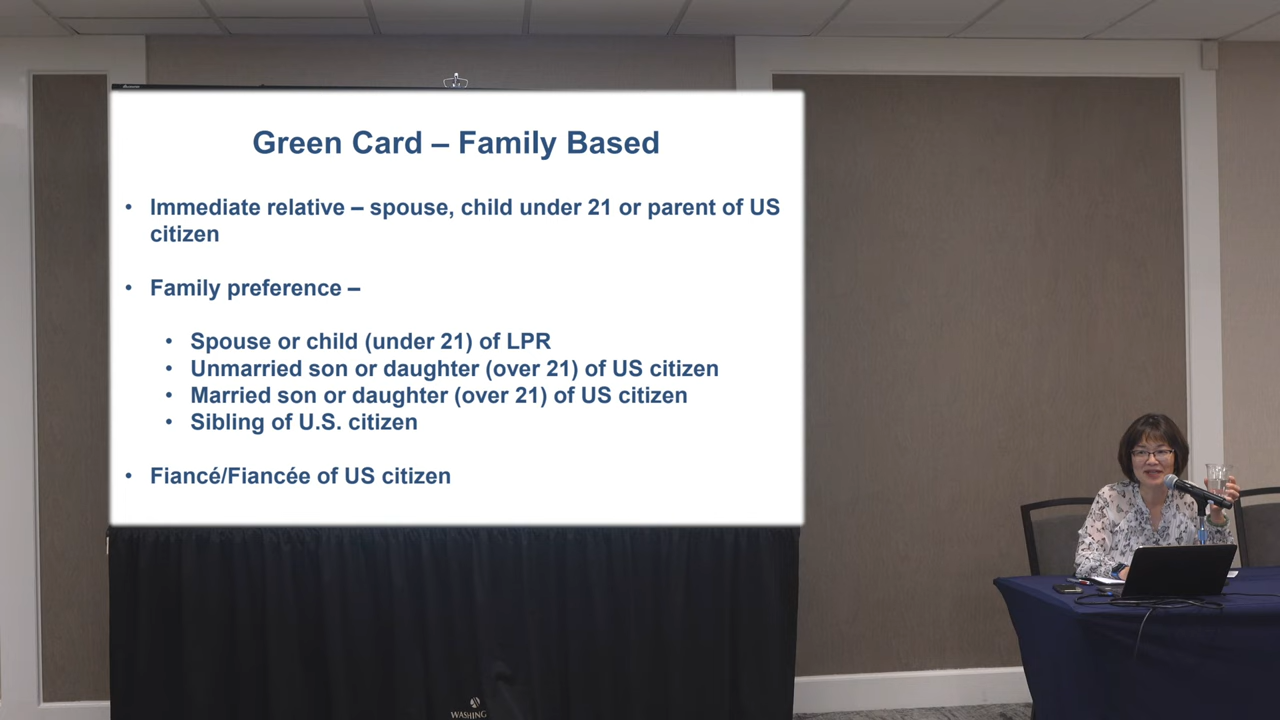 Green Card – Family Based
• Immediate relative – spouse, child under 21 or parent of US
citizen
• Family preference –
• Spouse or child (under 21) of LPR
• Unmarried son or daughter (over 21) of US citizen
• Married son or daughter (over 21) of US citizen
• Sibling of U.S. citizen
• Fiancé/Fiancée of US citizen
WASHING